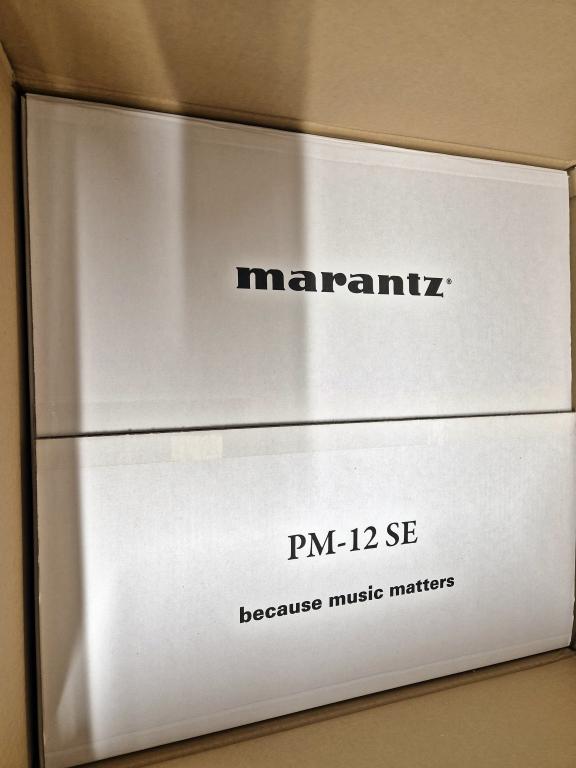 marantz®
PM-12 SE
because music matters